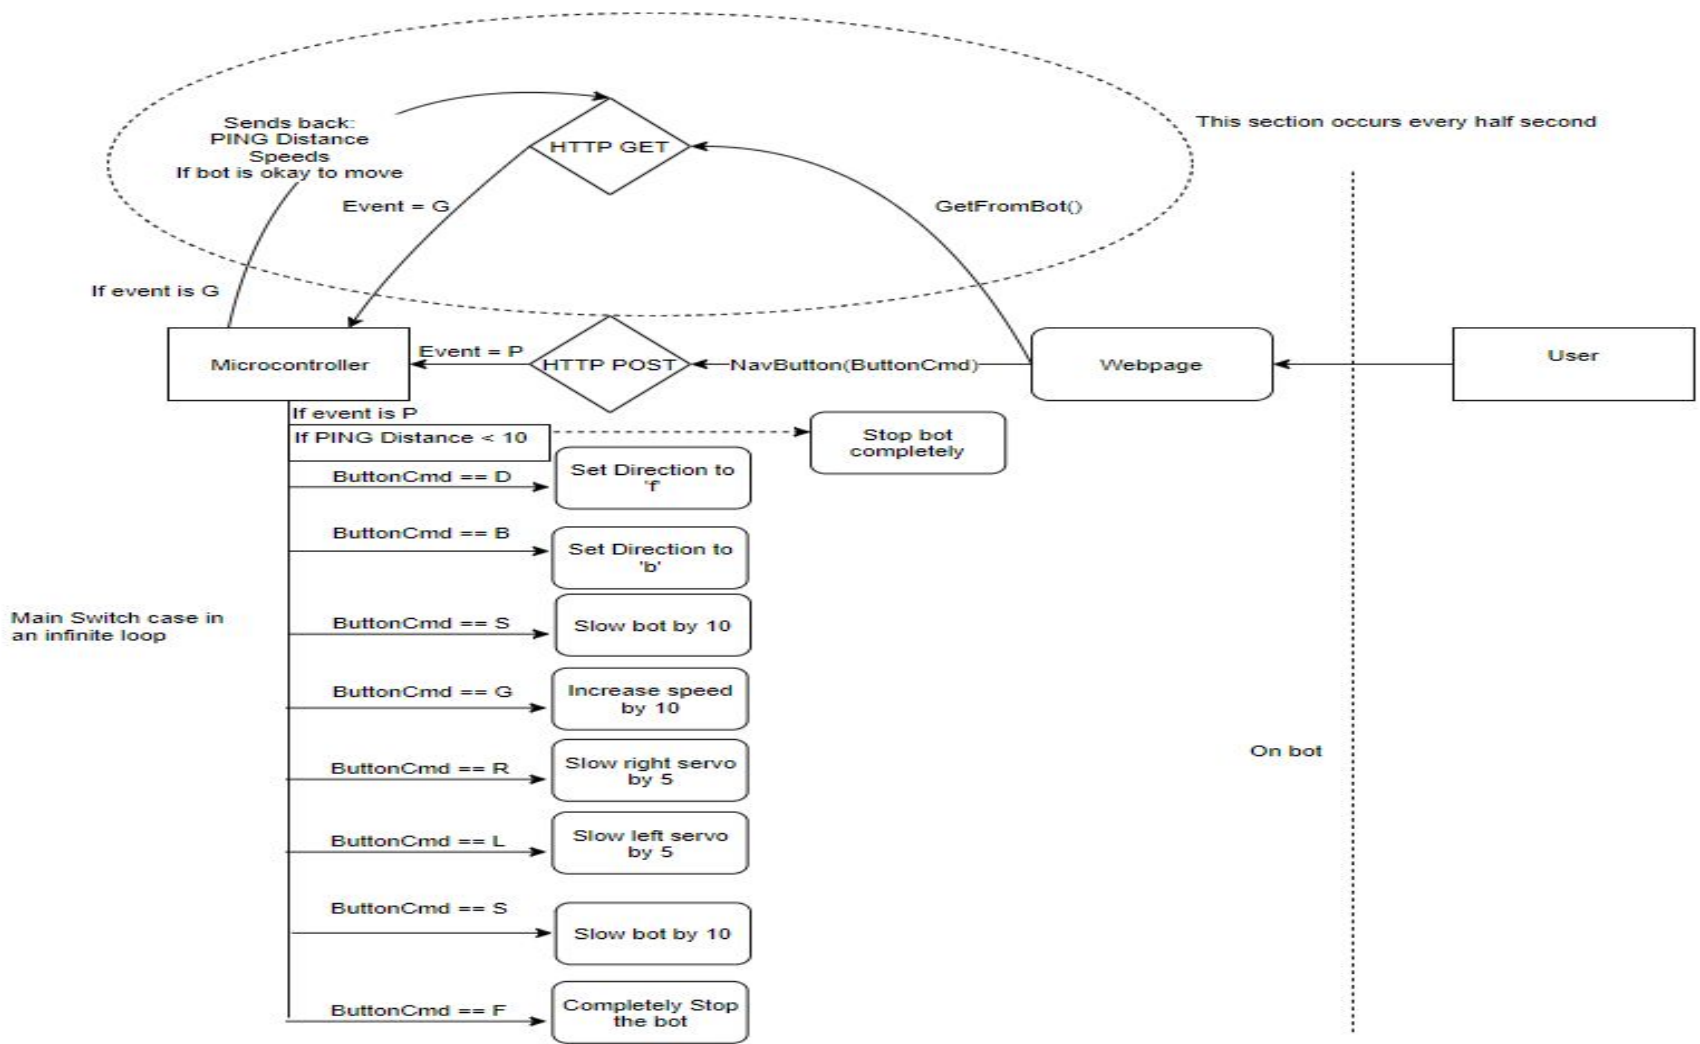 This section occurs every half second
Sends back:
PING Distance
Speeds
If bot is okay to move
HTTP GET
Event = G
GetFromBot()
If event is G
Microcontroller
Event = P
HTTP POST
NavButton(ButtonCmd)
Webpage
User
If event is P
If PING Distance < 10
Stop bot
completely
ButtonCmd == D
Set Direction to
'f'
ButtonCmd == B
Set Direction to
'b'
Main Switch case in
an infinite loop
ButtonCmd == S
Slow bot by 10
ButtonCmd == G
Increase speed
by 10
ButtonCmd == R
Slow right servo
by 5
On bot
ButtonCmd == L
Slow left servo
by 5
ButtonCmd == S
Slow bot by 10
ButtonCmd == F
Completely Stop
the bot